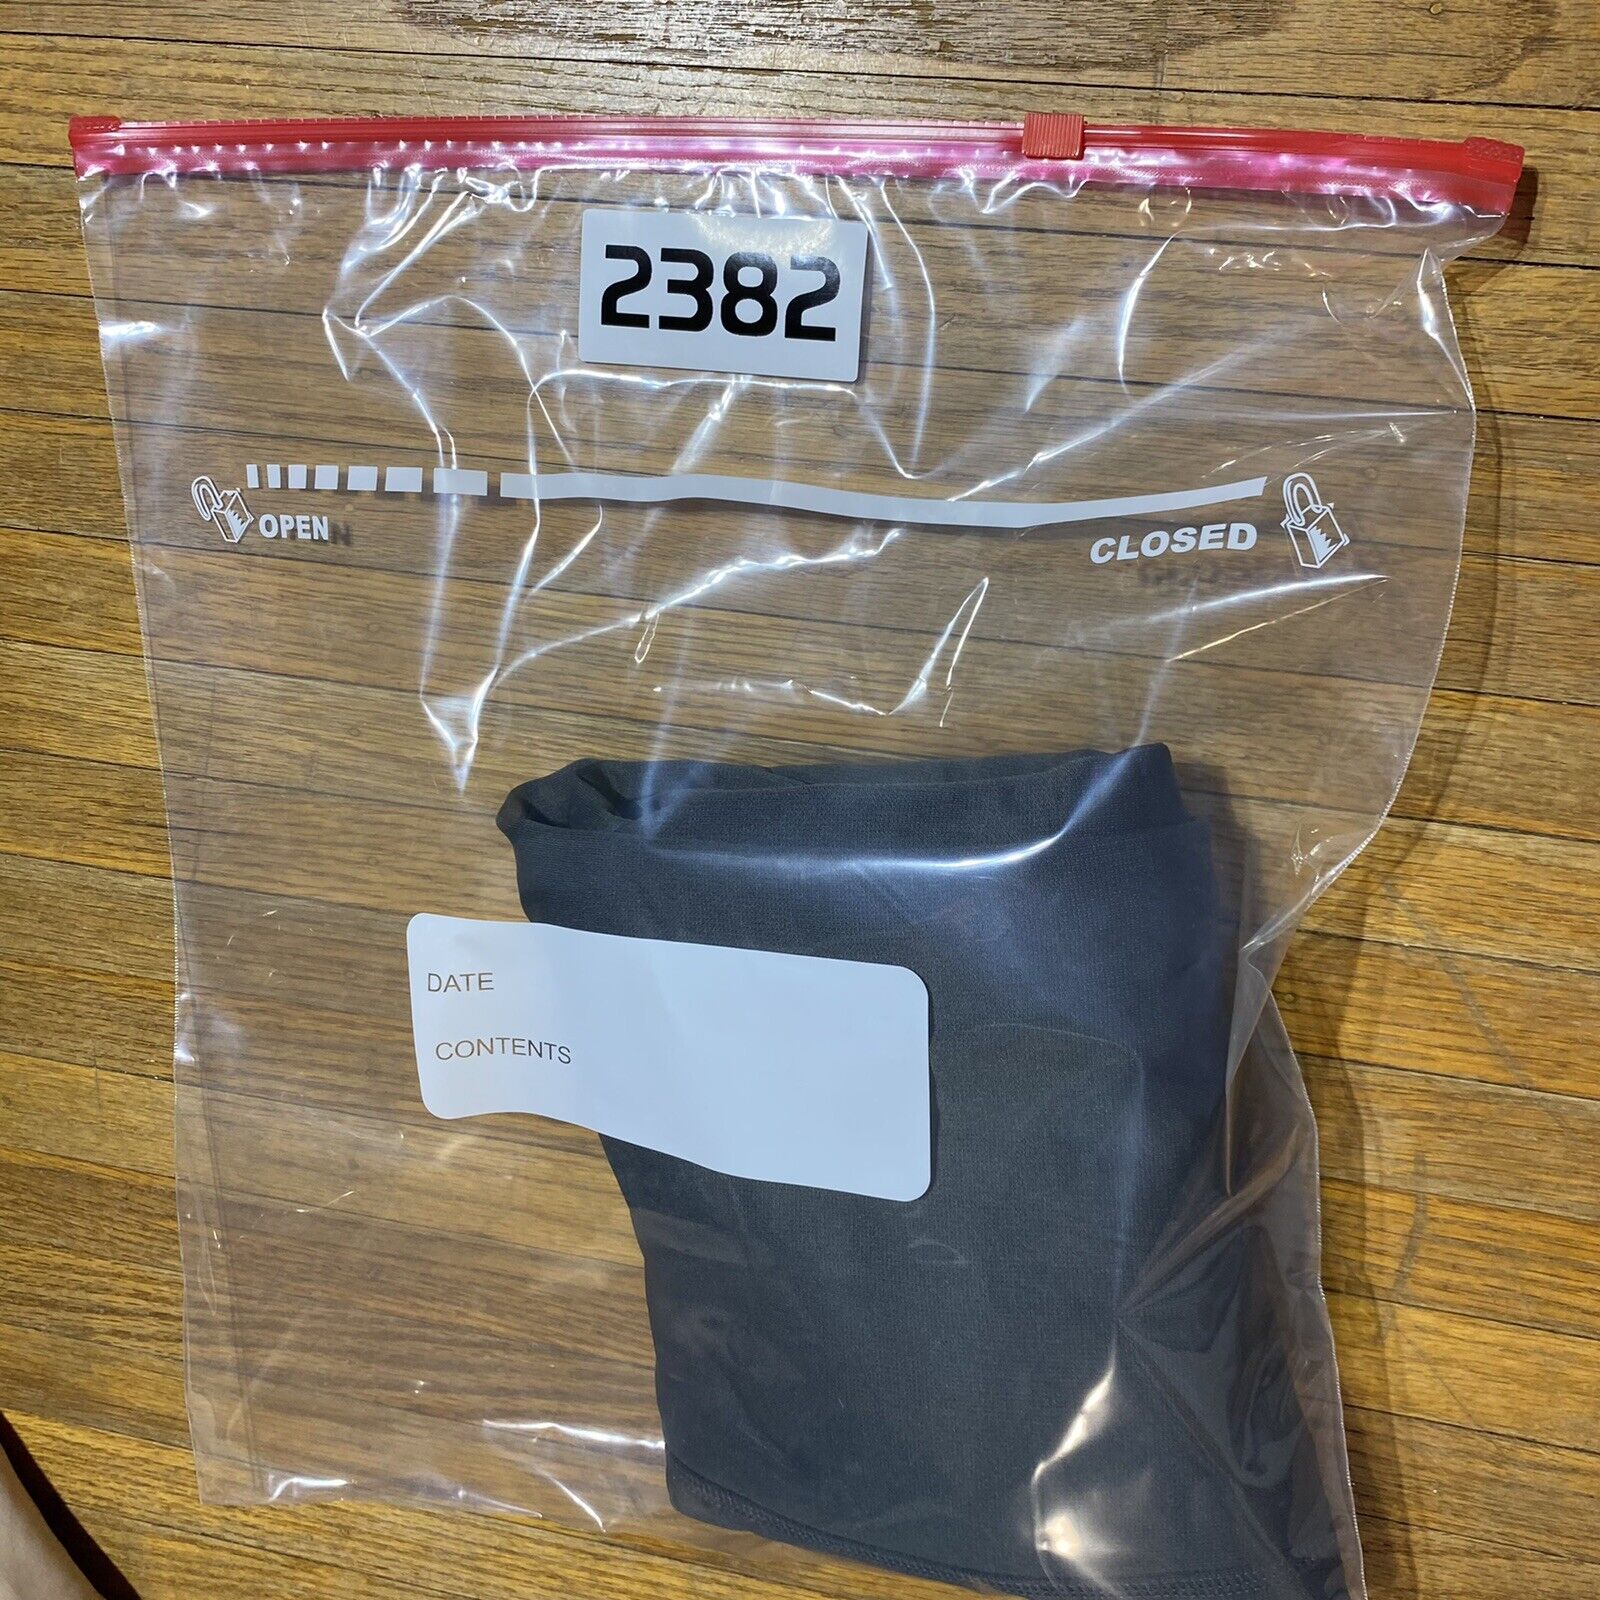 2382
OPEN
CLOSED
DATE
CONTENTS